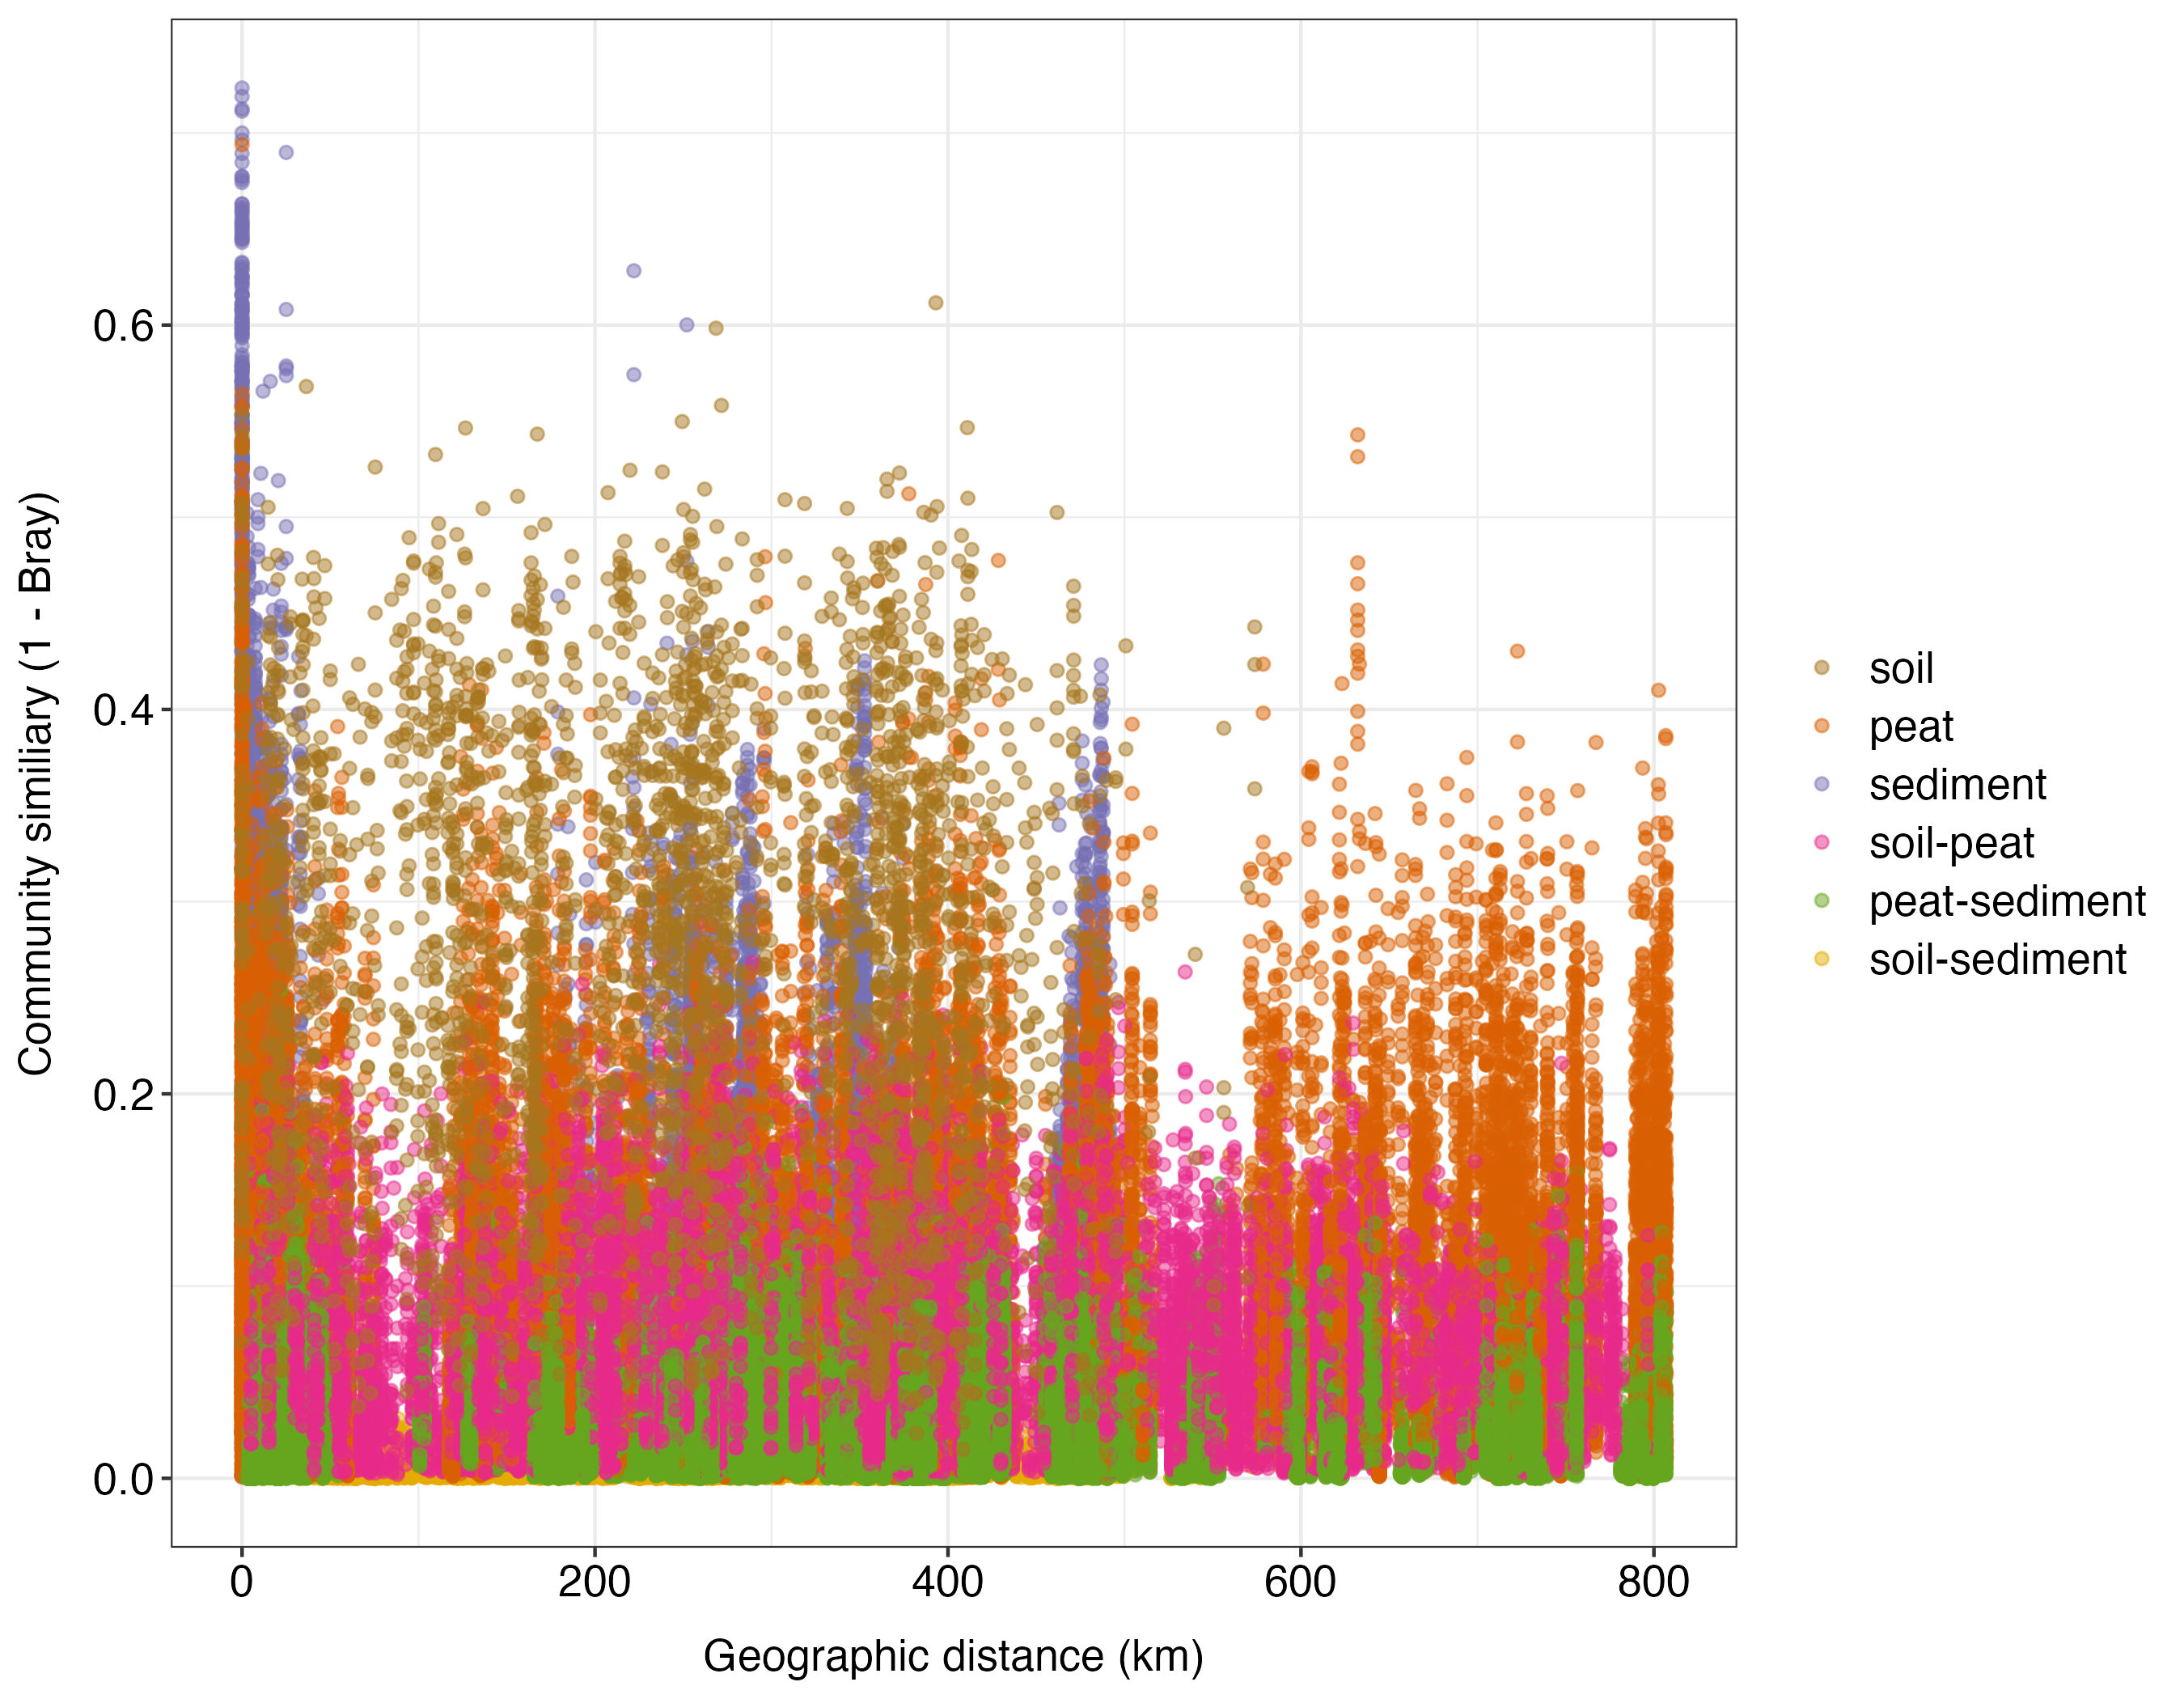 Community similiary (1 - Bray)
0.6
0.4
0.2
0.0
0
200
400
600
800
Geographic distance (km)
soil
peat
sediment
soil-peat
peat-sediment
soil-sediment